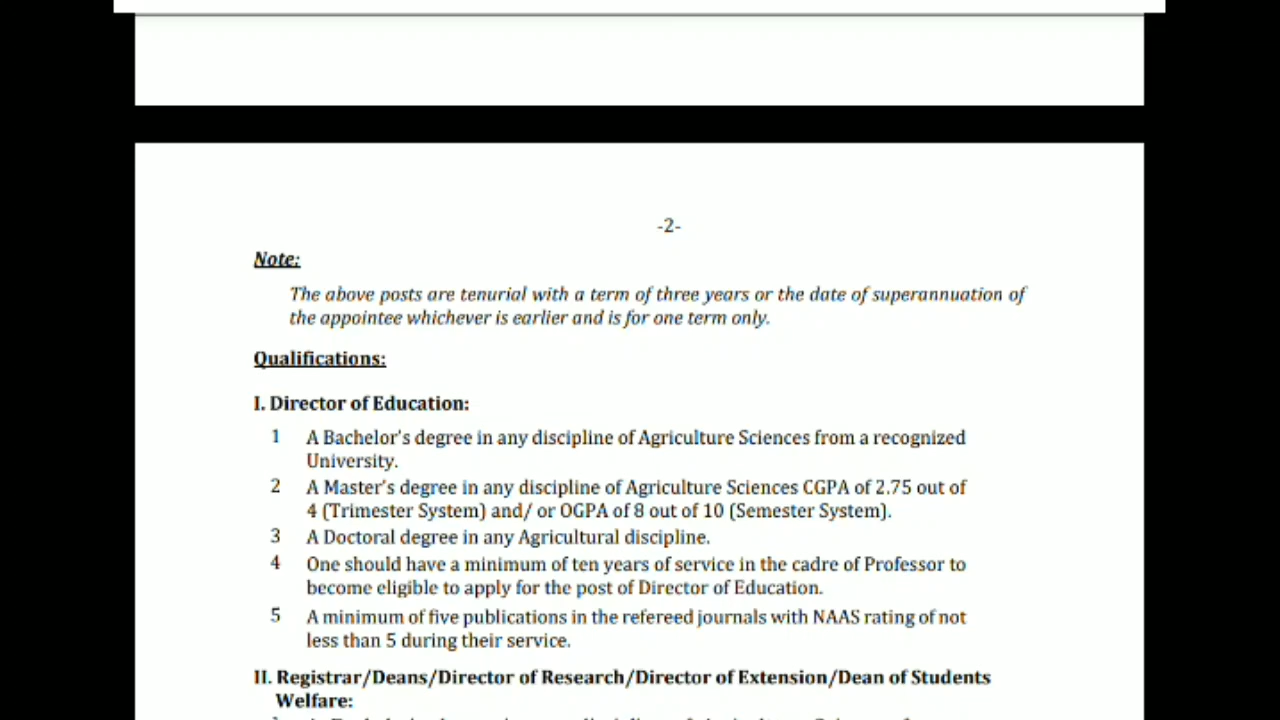 -2-
Note:
The above posts are tenurial with a term of three years or the date of superannuation of
the appointee whichever is earlier and is for one term only.
Qualifications:
I. Director of Education:
1 A Bachelor's degree in any discipline of Agriculture Sciences from a recognized
University.
2 A Master's degree in any discipline of Agriculture Sciences CGPA of 2.75 out of
4 (Trimester System) and/ or OGPA of 8 out of 10 (Semester System).
3 A Doctoral degree in any Agricultural discipline.
4 One should have a minimum of ten years of service in the cadre of Professor to
become eligible to apply for the post of Director of Education.
5 A minimum of five publications in the refereed journals with NAAS rating of not
less than 5 during their service.
II. Registrar/Deans/Director of Research/Director of Extension/Dean of Students
Welfare: